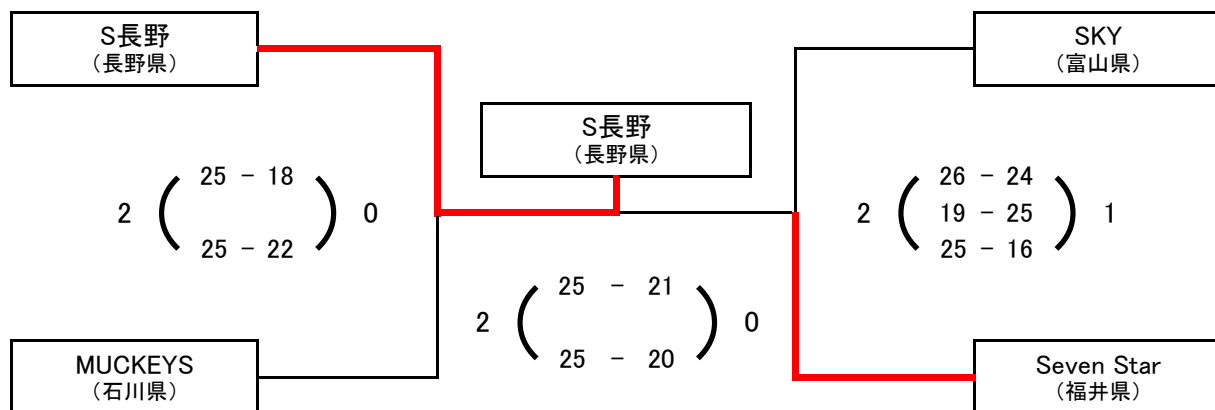 S長野
(長野県)
SKY
(富山県)
S長野
(長野県)
25 - 18
2 0
25 - 22
26 - 24
2 19 - 25 1
25 - 16
25 - 21
2 0
25 - 20
MUCKEYS
(石川県)
Seven Star
(福井県)